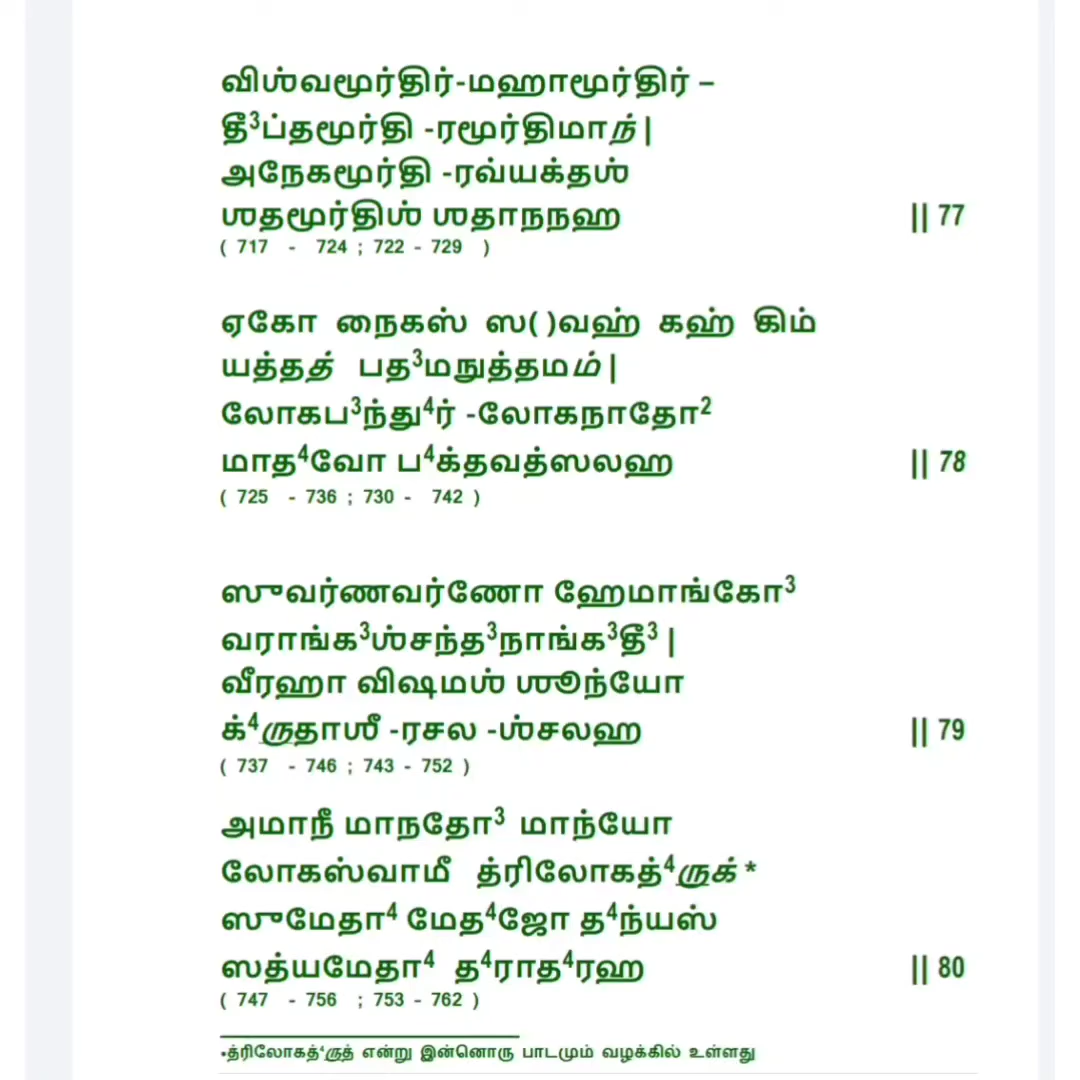 விஶ்வமூர்திர்-மஹாமூர்திர் –
தீ³ப்தமூர்தி -ரமூர்திமாந் |
அநேகமூர்தி -ரவ்யக்தஶ்
ஶதமூர்திஶ் ஶதாநநஹ || 77
( 717 - 724 ; 722 - 729 )
ஏகோ நைகஸ் ஸ( )வஹ் கஹ் கிம்
யத்தத் பத³மநுத்தமம் |
லோகப³ந்து⁴ர் -லோகநாதோ²
மாத⁴வோ ப⁴க்தவத்ஸலஹ || 78
( 725 - 736 ; 730 - 742 )
ஸுவர்ணவர்ணோ ஹேமாங்கோ³
வராங்க³ஶ்சந்த³நாங்க³தீ³ |
வீரஹா விஷமஶ் ஶூந்யோ
க்⁴ருதாஶீ -ரசல -ஶ்சலஹ || 79
( 737 - 746 ; 743 - 752 )
அமாநீ மாநதோ³ மாந்யோ
லோகஸ்வாமீ த்ரிலோகத்⁴ருக் *
ஸுமேதா⁴ மேத⁴ஜோ த⁴ந்யஸ்
ஸத்யமேதா⁴ த⁴ராத⁴ரஹ || 80
( 747 - 756 ; 753 - 762 )
•த்ரிலோகத்⁴ருத் என்று இன்னொரு பாடமும் வழக்கில் உள்ளது